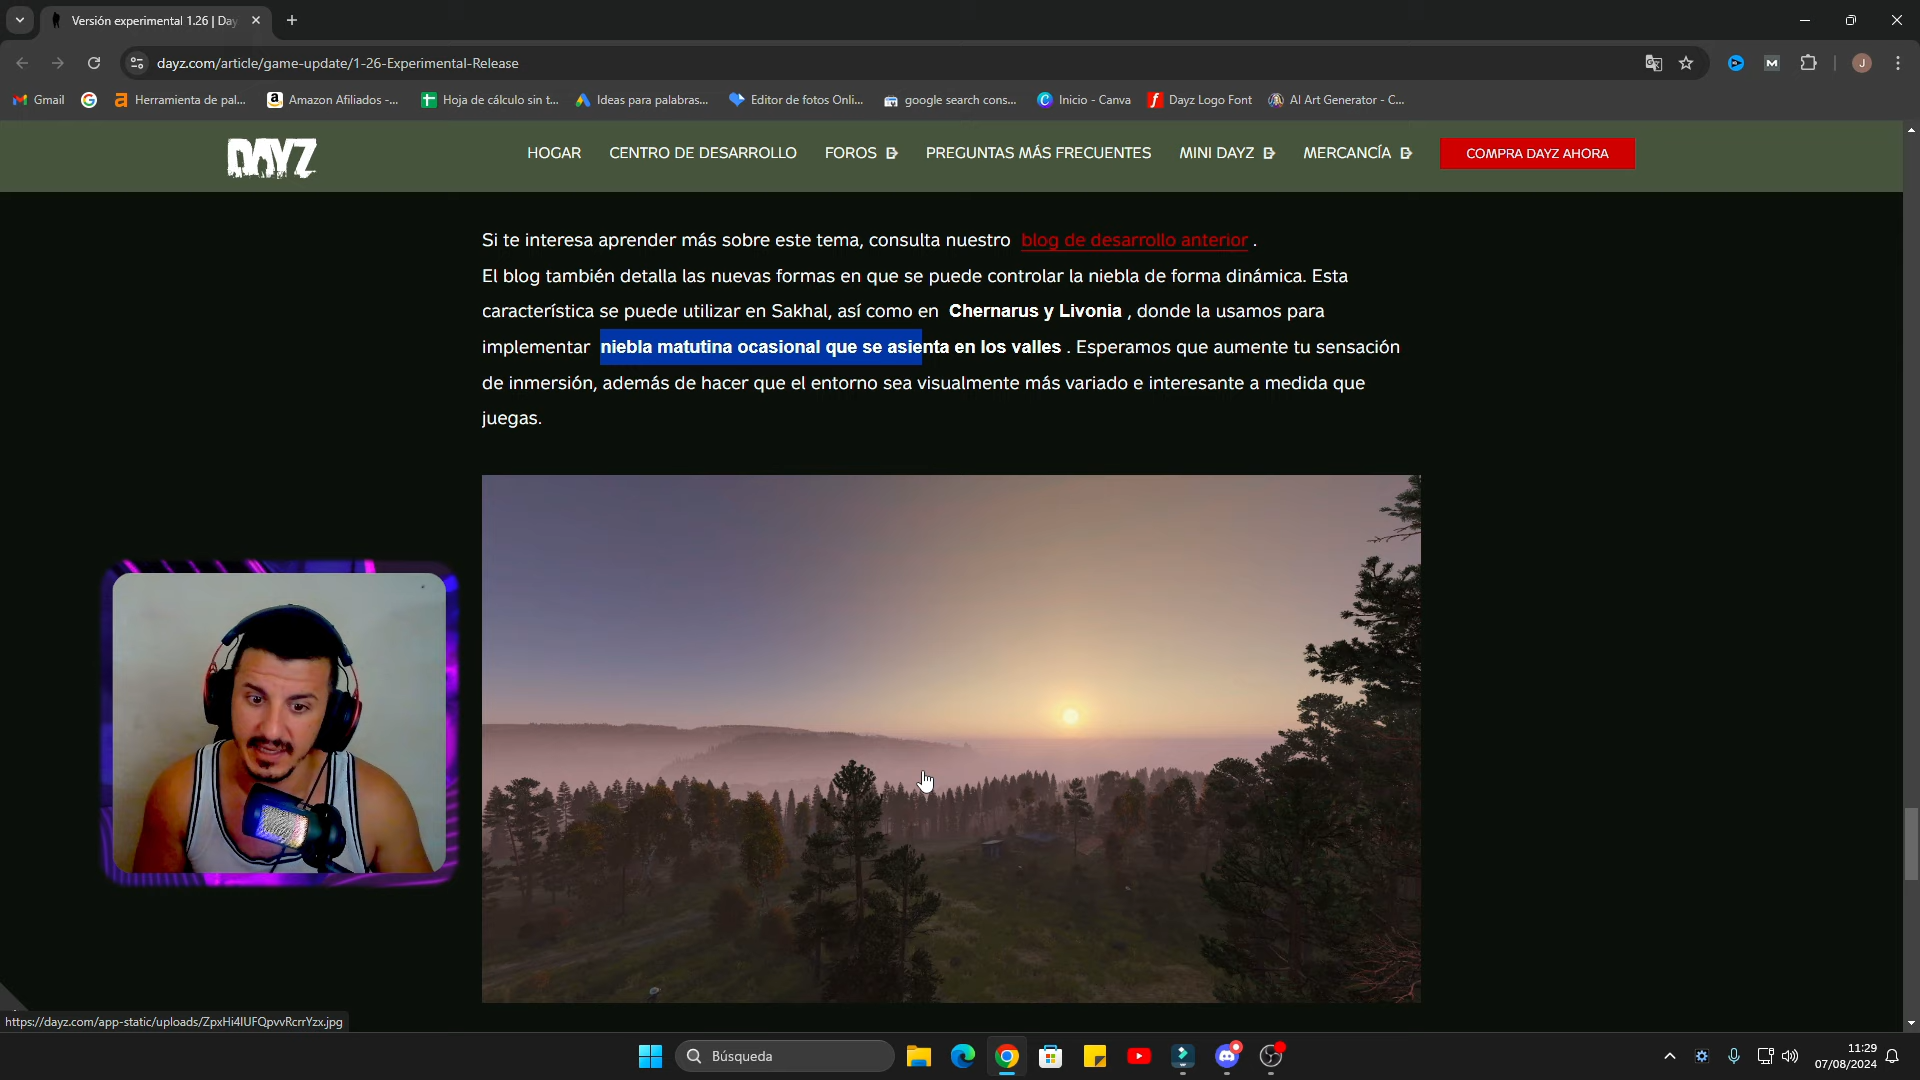 Versión experimental 1.26 | Day
dayz.com/article/game-update/1-26-Experimental-Release
J
Gmail
Herramienta de pal...
Amazon Afiliados -...
Hoja de cálculo sin t...
Ideas para palabras...
Editor de fotos Onli...
google search cons...
Inicio - Canva
Dayz Logo Font
AI Art Generator - C...
DAYZ
HOGAR
CENTRO DE DESARROLLO
FOROS
PREGUNTAS MÁS FRECUENTES
MINI DAYZ
MERCANCÍA
COMPRA DAYZ AHORA
Si te interesa aprender más sobre este tema, consulta nuestro blog de desarrollo anterior .
El blog también detalla las nuevas formas en que se puede controlar la niebla de forma dinámica. Esta
característica se puede utilizar en Sakhal, así como en Chernarus y Livonia , donde la usamos para
implementar niebla matutina ocasional que se asienta en los valles . Esperamos que aumente tu sensación
de inmersión, además de hacer que el entorno sea visualmente más variado e interesante a medida que
juegas.
https://dayz.com/app-static/uploads/ZpxHi4IUFQpvvRcrrYzx.jpg
Búsqueda
11:29
07/08/2024